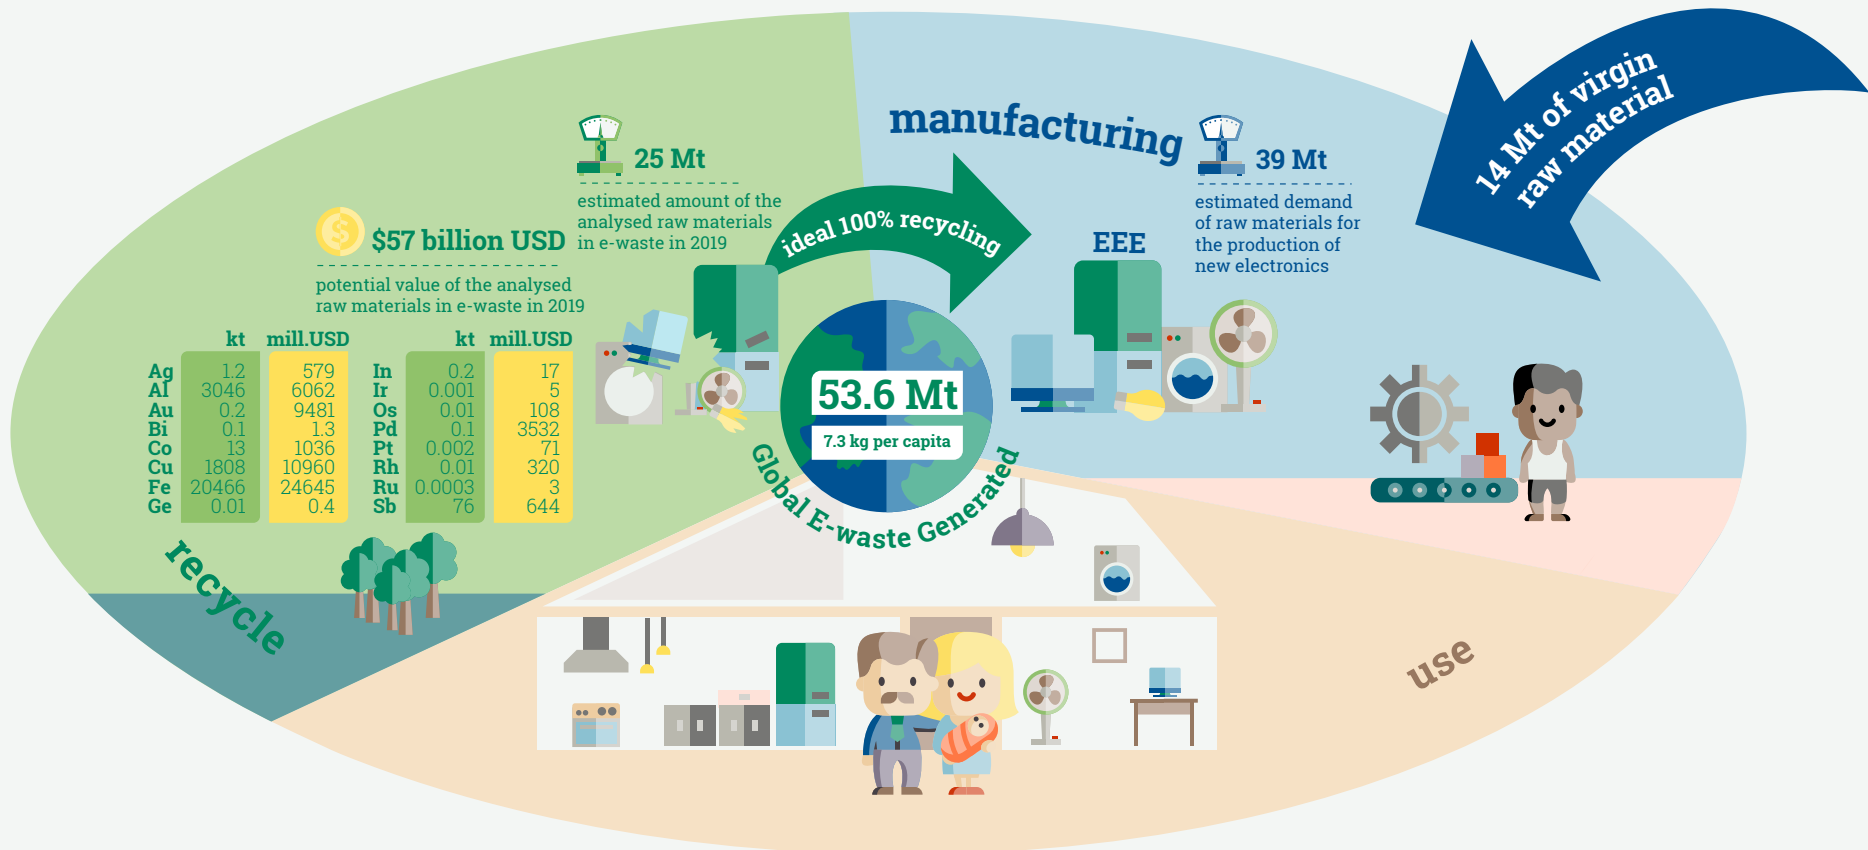 manufacturing
14 Mt of virgin
raw material
25 Mt
estimated amount of the
analysed raw materials
in e-waste in 2019
ideal 100% recycling
39 Mt
estimated demand
of raw materials for
the production of
new electronics
EEE
$57 billion USD
potential value of the analysed
raw materials in e-waste in 2019
kt mill.USD kt mill.USD
Ag 1.2 579 In 0.2 17
Al 3046 6062 Ir 0.001 5
Au 0.2 9481 Os 0.01 108
Bi 0.1 1.3 Pd 0.1 3532
Co 13 1036 Pt 0.002 71
Cu 1808 10960 Rh 0.01 320
Fe 20466 24645 Ru 0.0003 3
Ge 0.01 0.4 Sb 76 644
53.6 Mt
7.3 kg per capita
Global E-waste Generated
recycle
use